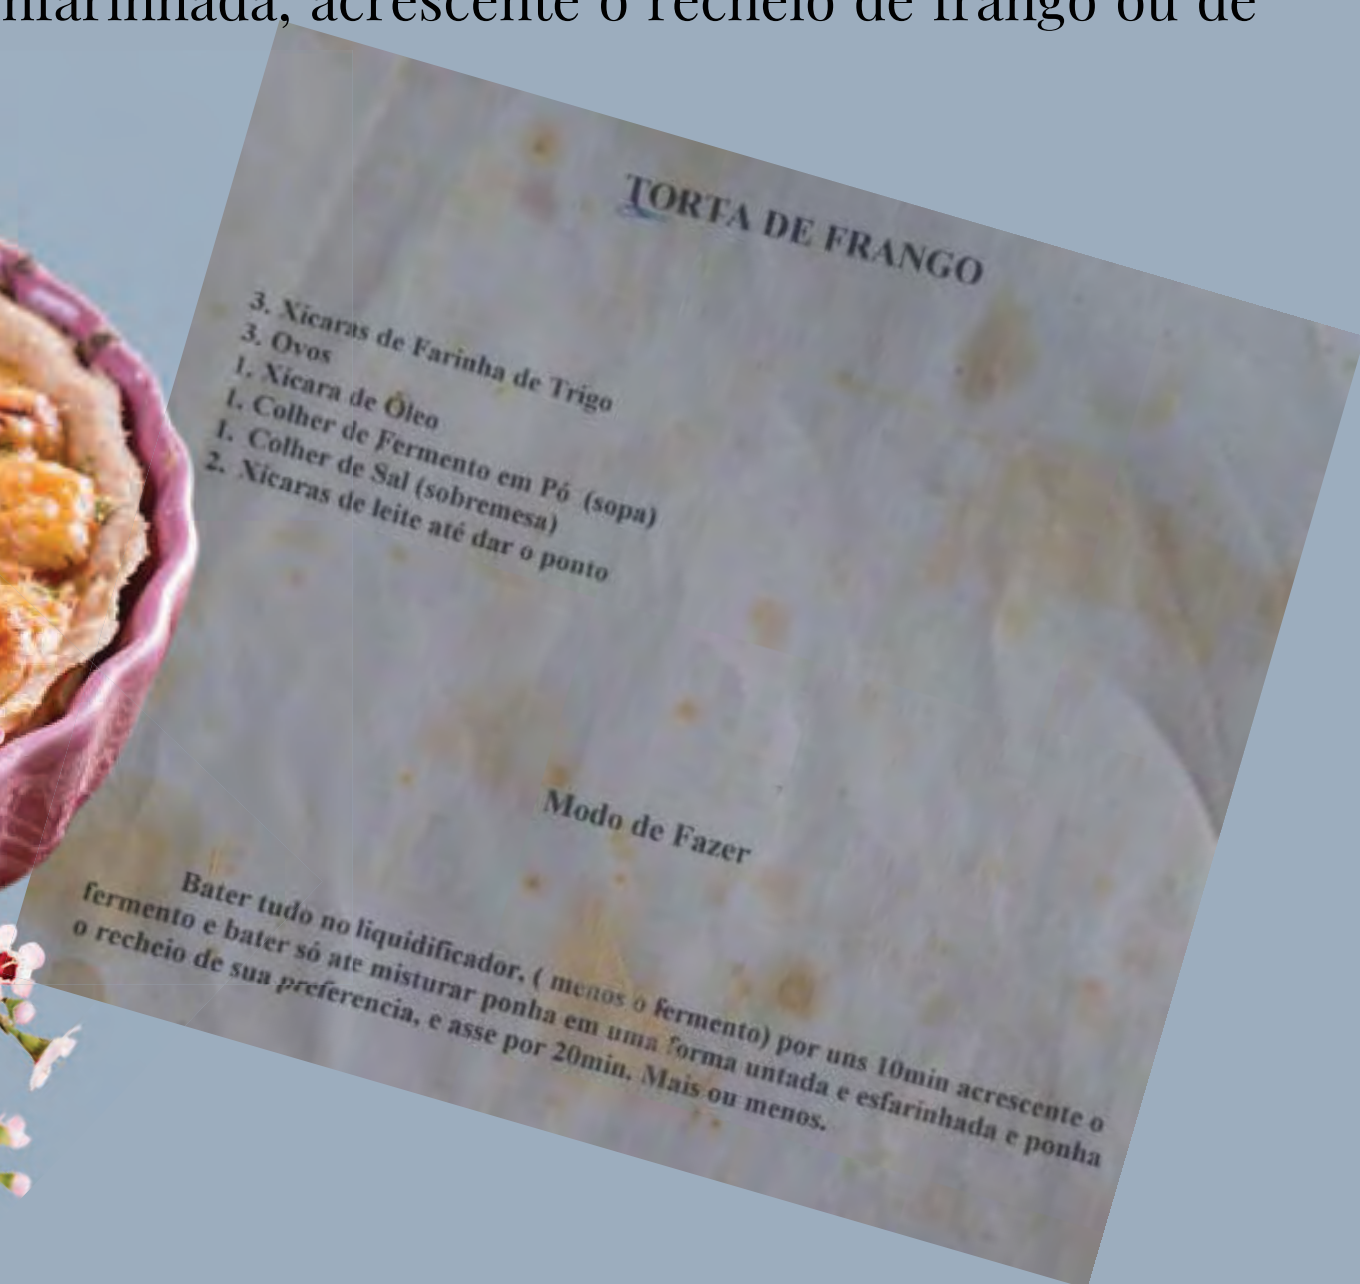 marinhada, acrescente o recheio de frango ou de
TORTA DE FRANGO
3. Xícaras de Farinha de Trigo
3. Ovos
1. Xícara de Óleo
1. Colher de Fermento em Pó (sopa)
1. Colher de Sal (sobremesa)
2. Xícaras de leite até dar o ponto
Modo de Fazer
Bater tudo no liquidificador, ( menos o fermento) por uns 10min acrescente o
fermento e bater só ate misturar ponha em uma forma untada e esfarinhada e ponha
o recheio de sua preferencia, e asse por 20min. Mais ou menos.